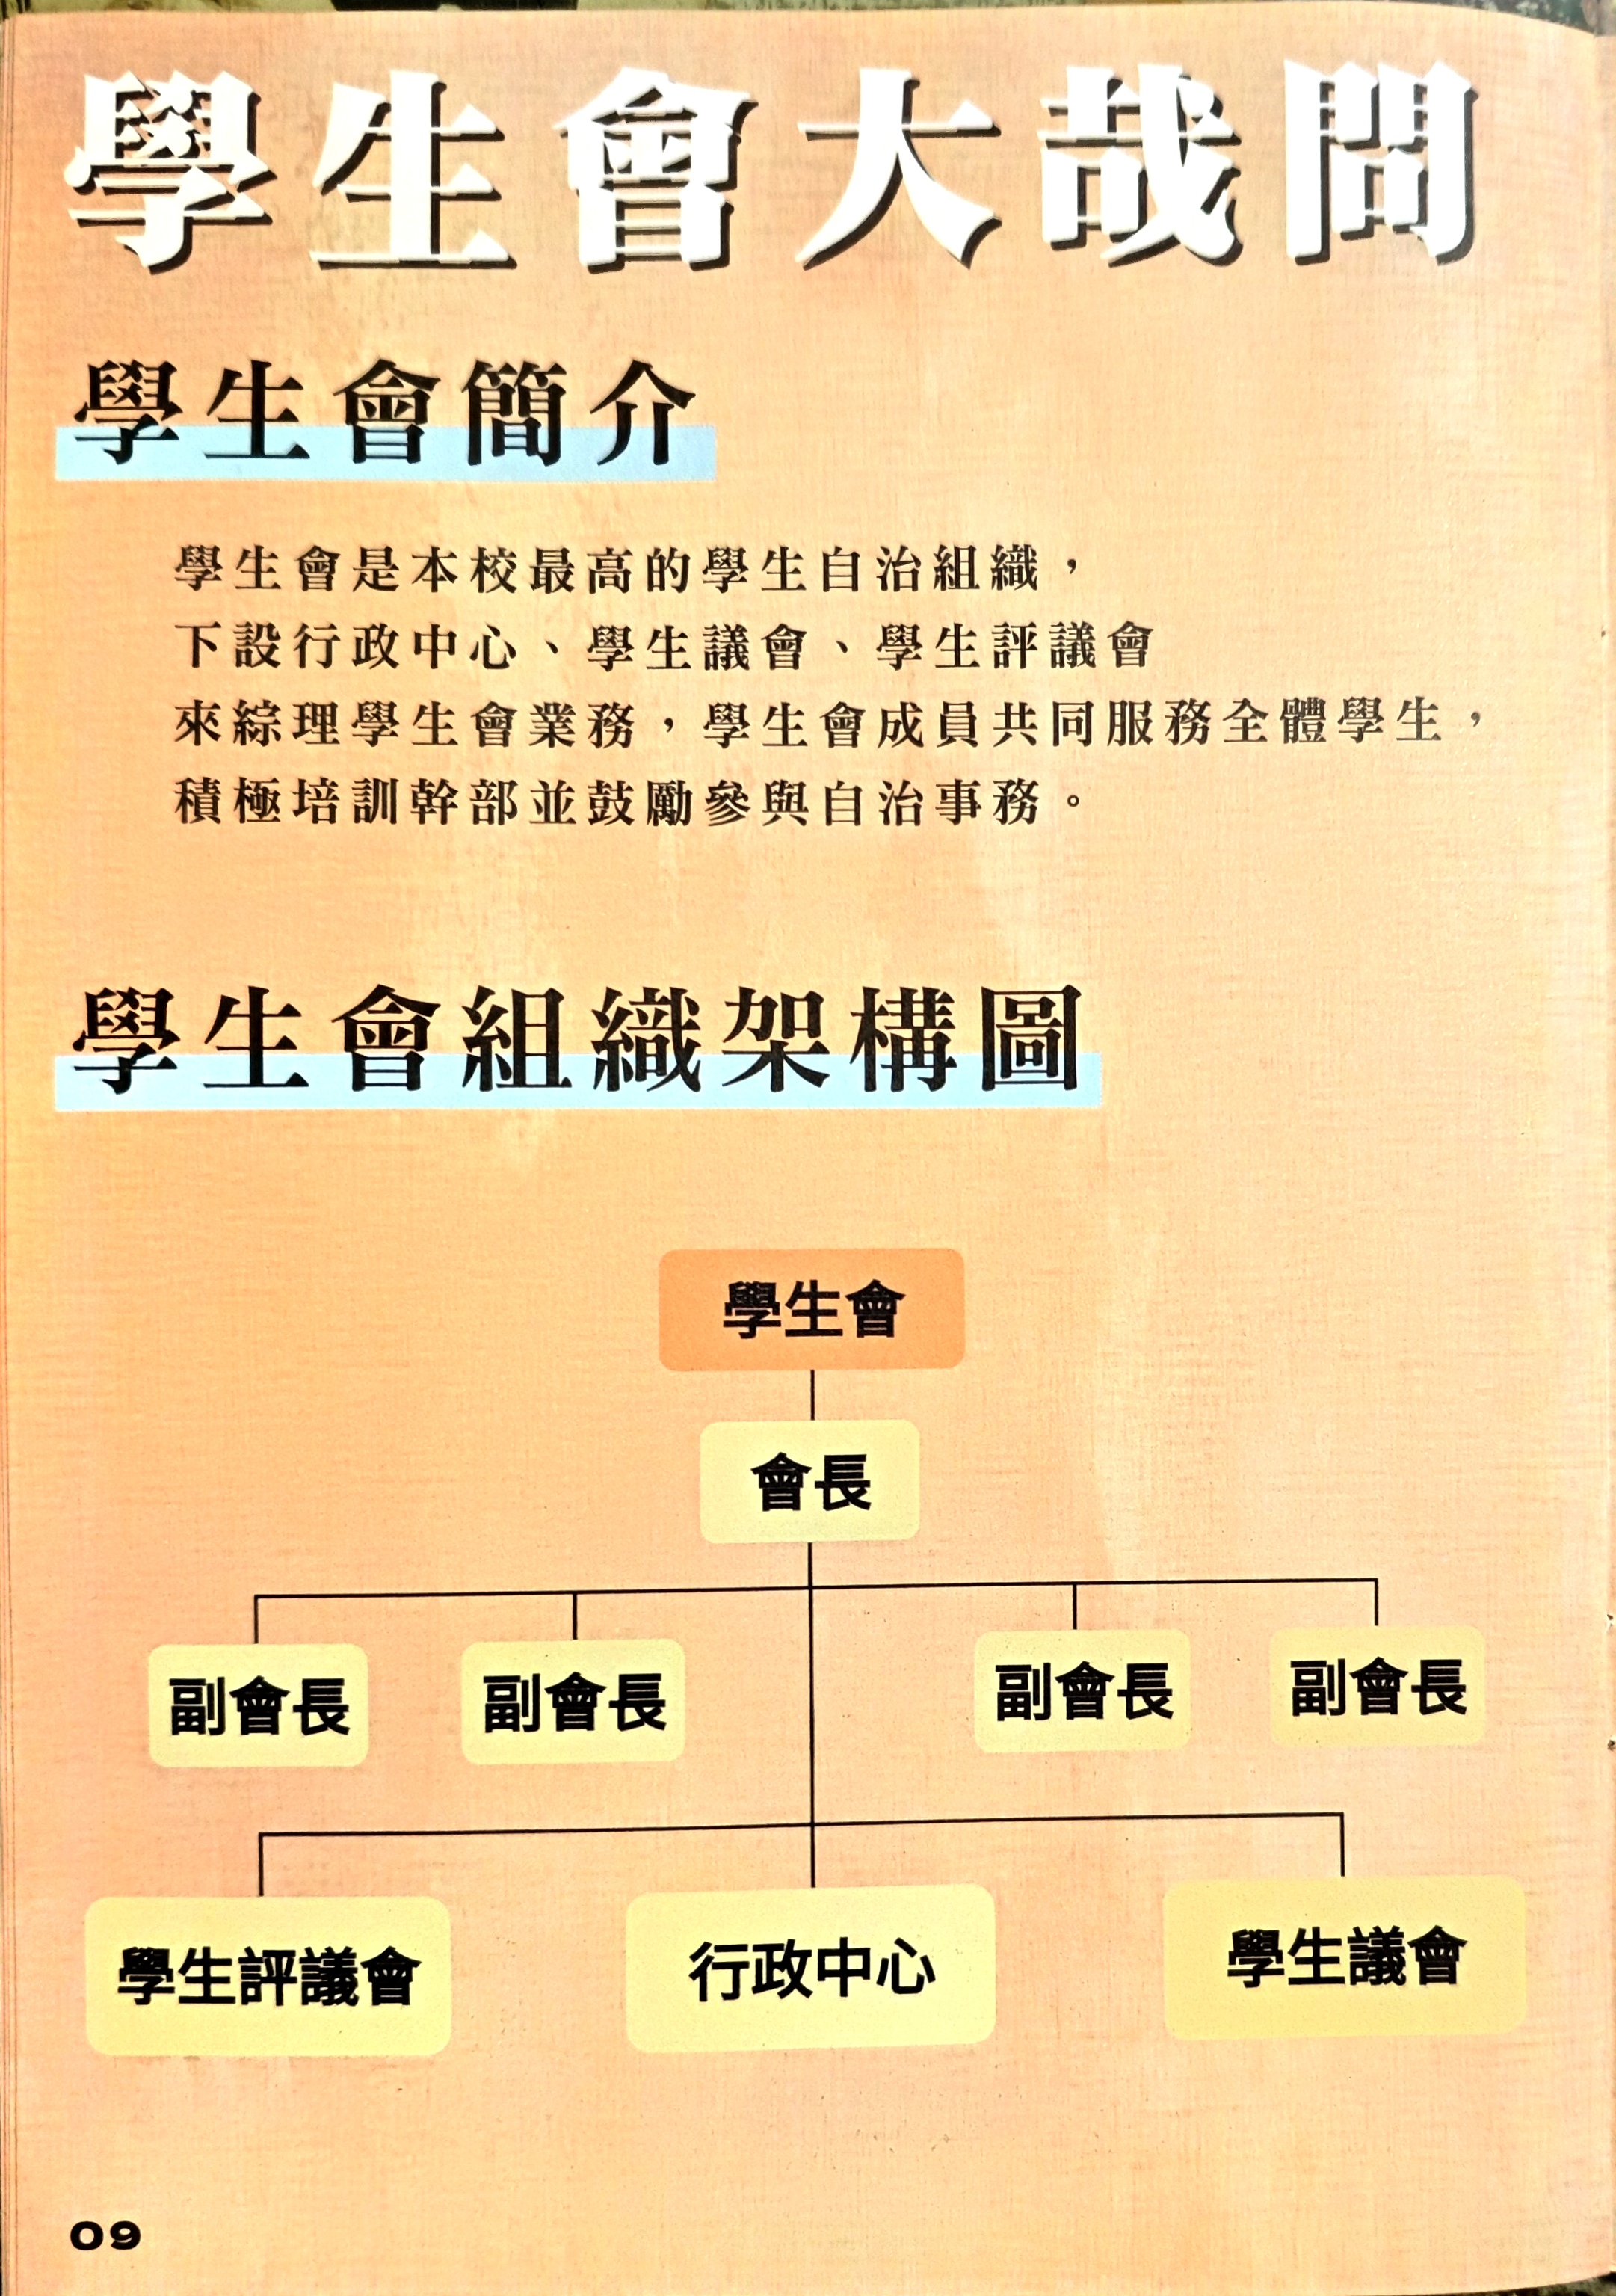 學生會大哉問
學生會簡介
學生會是本校最高的學生自治組織，
下設行政中心、學生議會、學生評議會
來綜理學生會業務，學生會成員共同服務全體學生，
積極培訓幹部並鼓勵參與自治事務。
學生會組織架構圖
學生會
會長
副會長
副會長
副會長
副會長
學生評議會
行政中心
學生議會
09